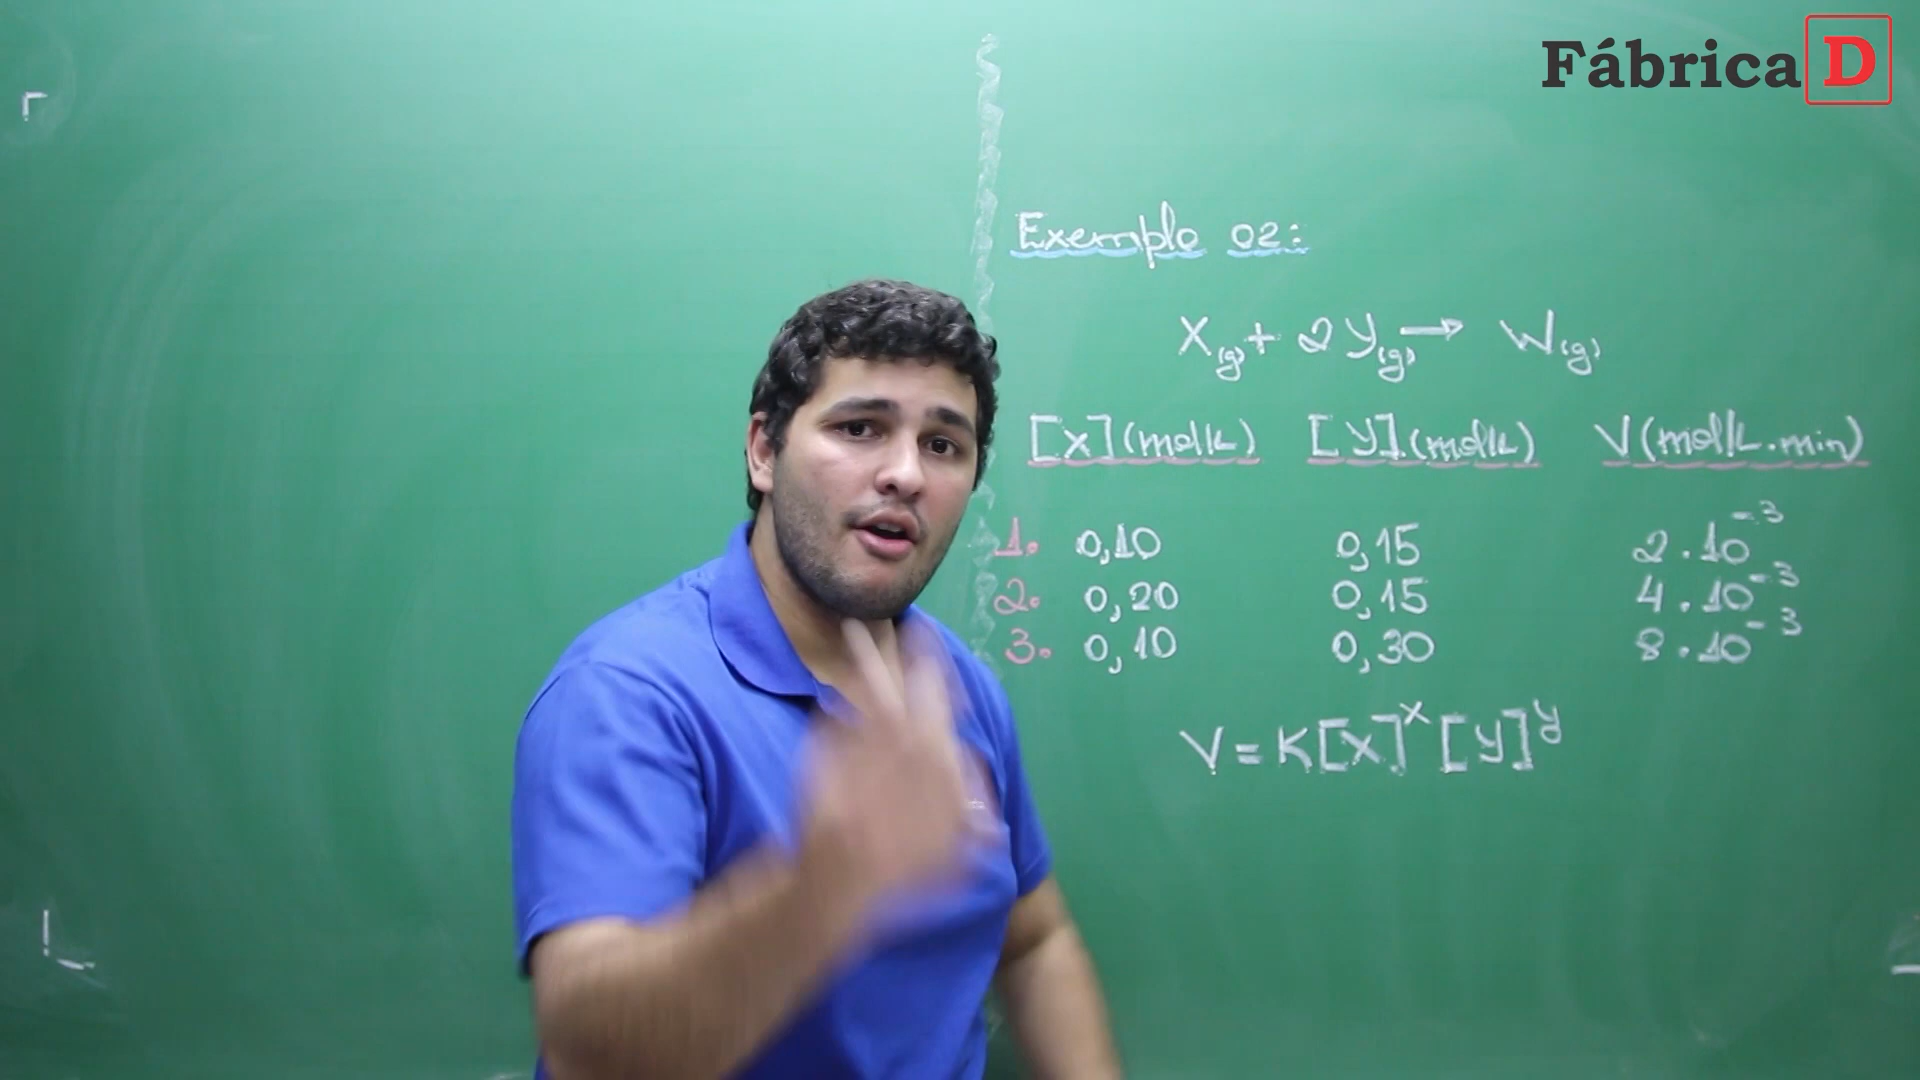 Fábrica D
Exemplo 02:
X(g) + 2 Y(g) → W(g)
[X](mol/L) [Y](mol/L) V(mol/L.min)
1. 0,10 0,15 2.10⁻³
2. 0,20 0,15 4.10⁻³
3. 0,10 0,30 8.10⁻³
V = K[X]ˣ[Y]ʸ